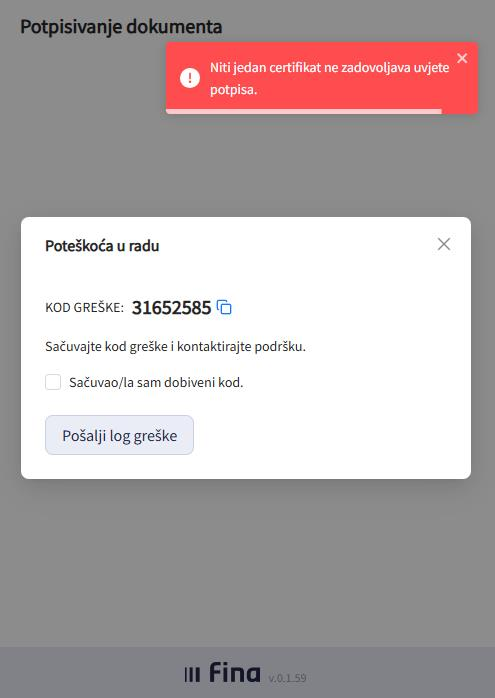 Potpisivanje dokumenta
Niti jedan certifikat ne zadovoljava uvjete
potpisa.
Poteškoća u radu
KOD GREŠKE: 31652585
Sačuvajte kod greške i kontaktirajte podršku.
Sačuvao/la sam dobiveni kod.
Pošalji log greške
Fina v.0.1.59